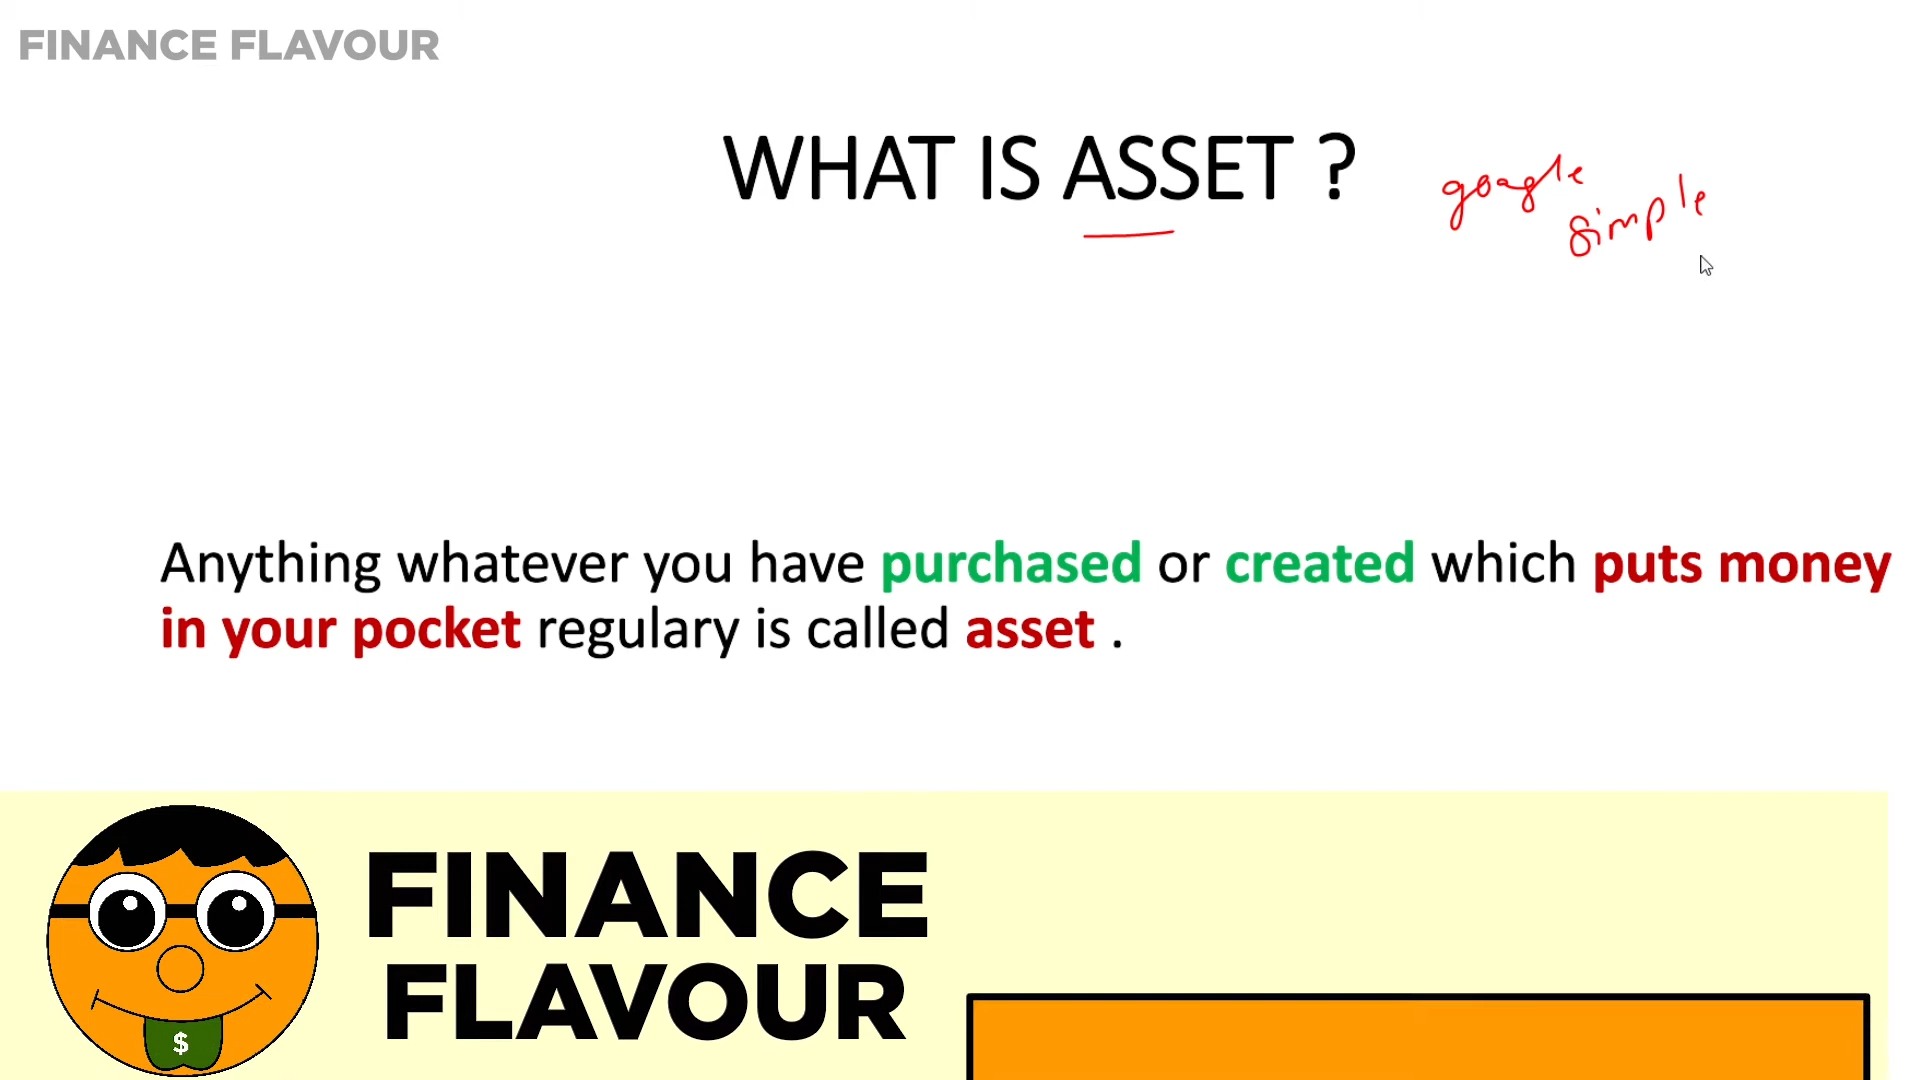 FINANCE FLAVOUR
WHAT IS ASSET ?
google
simple
Anything whatever you have purchased or created which puts money
in your pocket regulary is called asset .
FINANCE
FLAVOUR
$